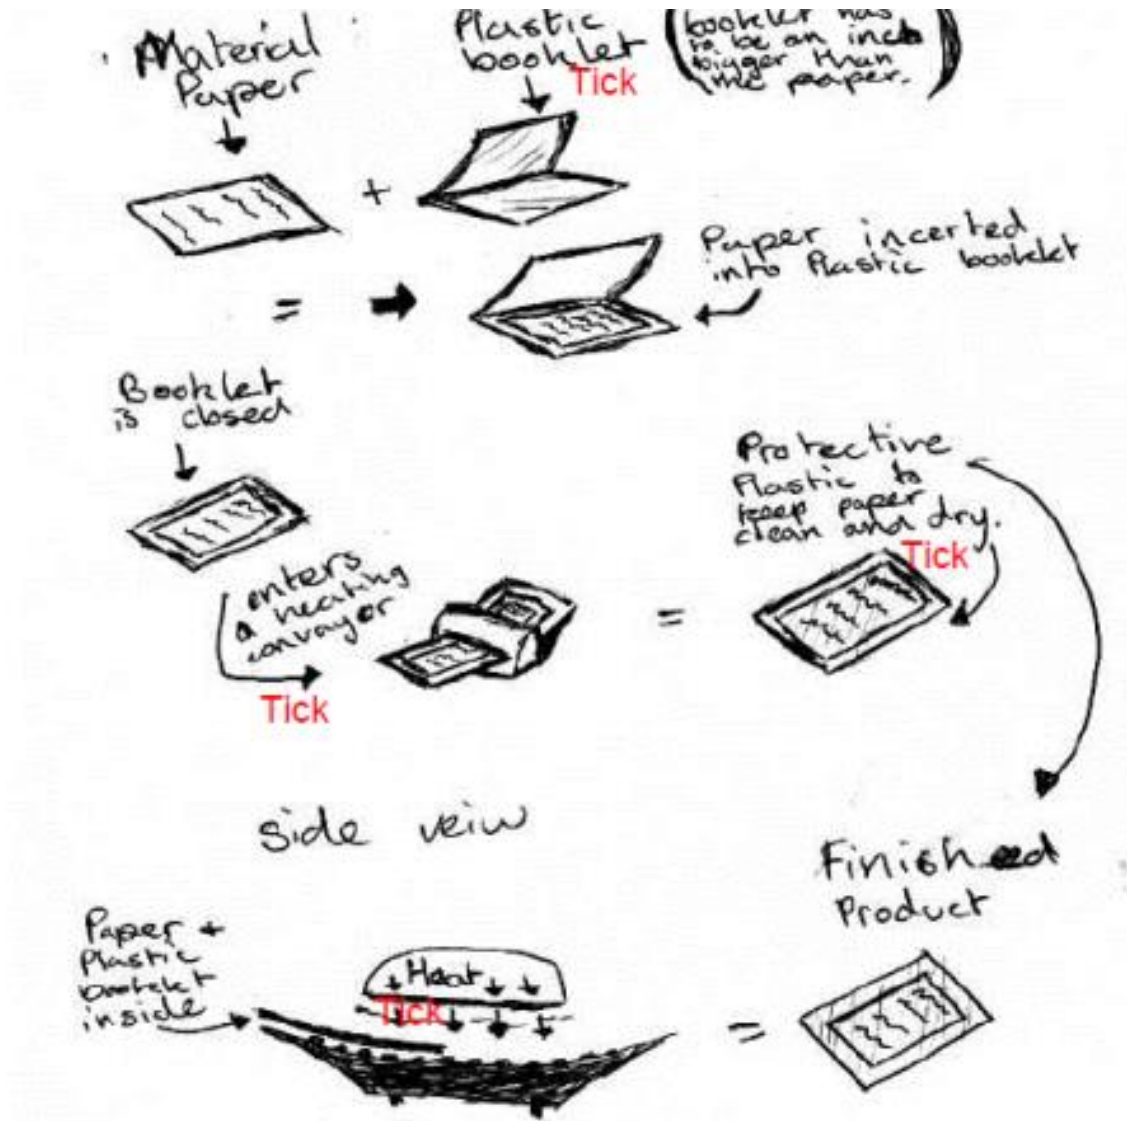 Material
Paper
Plastic
booklet
Tick
(booklet has
to be an inch
bigger than
the paper.)
+
Paper incerted
into Plastic booklet
=
Booklet
is closed
enters
a heating
convayor
Tick
=
Protective
Plastic to
keep paper
clean and dry.
Tick
side veiw
Finished
Product
Paper +
Plastic
booklet
inside
Heat
Tick
=